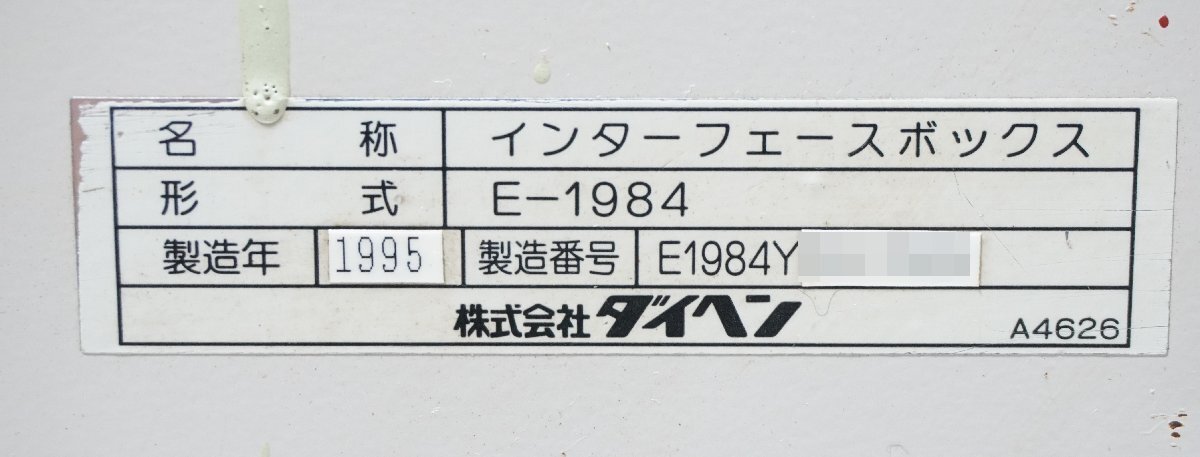 名称 インターフェースボックス
形式 E-1984
製造年 1995 製造番号 E1984Y
株式会社ダイヘン A4626